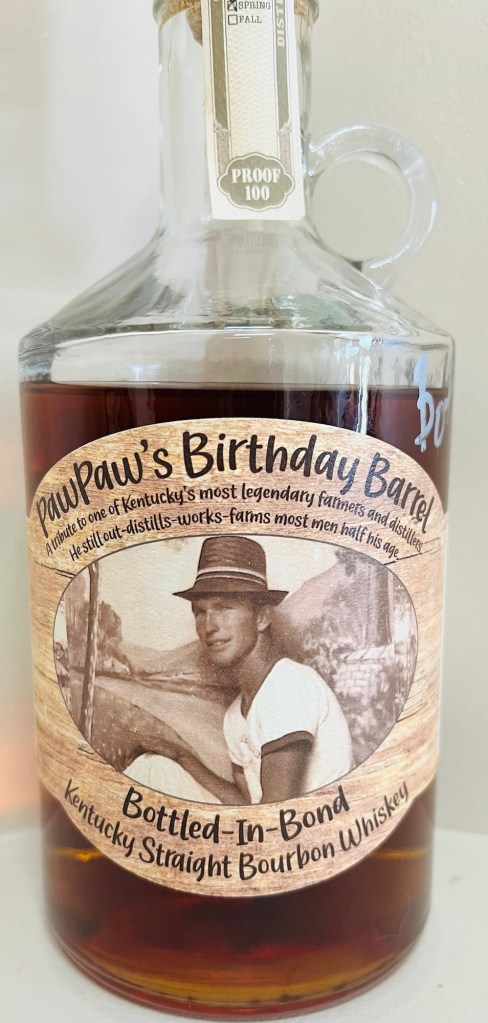 SPRING
FALL
PROOF
100
PawPaw's Birthday Barrel
A tribute to one of Kentucky's most legendary farmers and distillers.
He still out-distills-works-farms most men half his age.
Bottled-In-Bond
Kentucky Straight Bourbon Whiskey